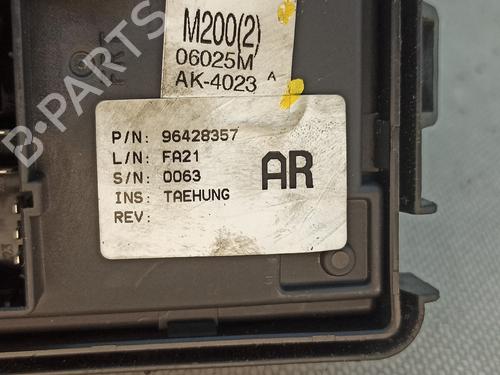 M200(2)
06025M
AK-4023 A
P/N: 96428357
L/N: FA21
S/N: 0063
INS: TAEHUNG
REV:
AR
B-PARTS